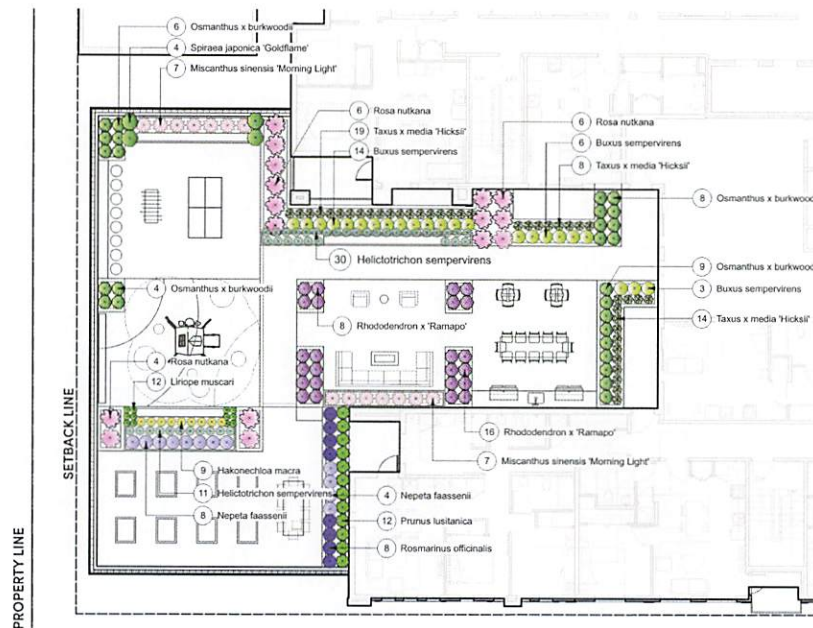 6 Osmanthus x burkwoodii
4 Spiraea japonica 'Goldflame'
7 Miscanthus sinensis 'Morning Light'
6 Rosa nutkana
19 Taxus x media 'Hicksii'
14 Buxus sempervirens
6 Rosa nutkana
6 Buxus sempervirens
8 Taxus x media 'Hicksii'
8 Osmanthus x burkwood
30 Helictotrichon sempervirens
9 Osmanthus x burkwood
3 Buxus sempervirens
14 Taxus x media 'Hicksii'
4 Osmanthus x burkwoodii
8 Rhododendron x 'Ramapo'
4 Rosa nutkana
12 Liriope muscari
16 Rhododendron x 'Ramapo'
7 Miscanthus sinensis 'Morning Light'
9 Hakonechloa macra
11 Helictotrichon sempervirens
8 Nepeta faassenii
4 Nepeta faassenii
12 Prunus lusitanica
8 Rosmarinus officinalis
SETBACK LINE
PROPERTY LINE